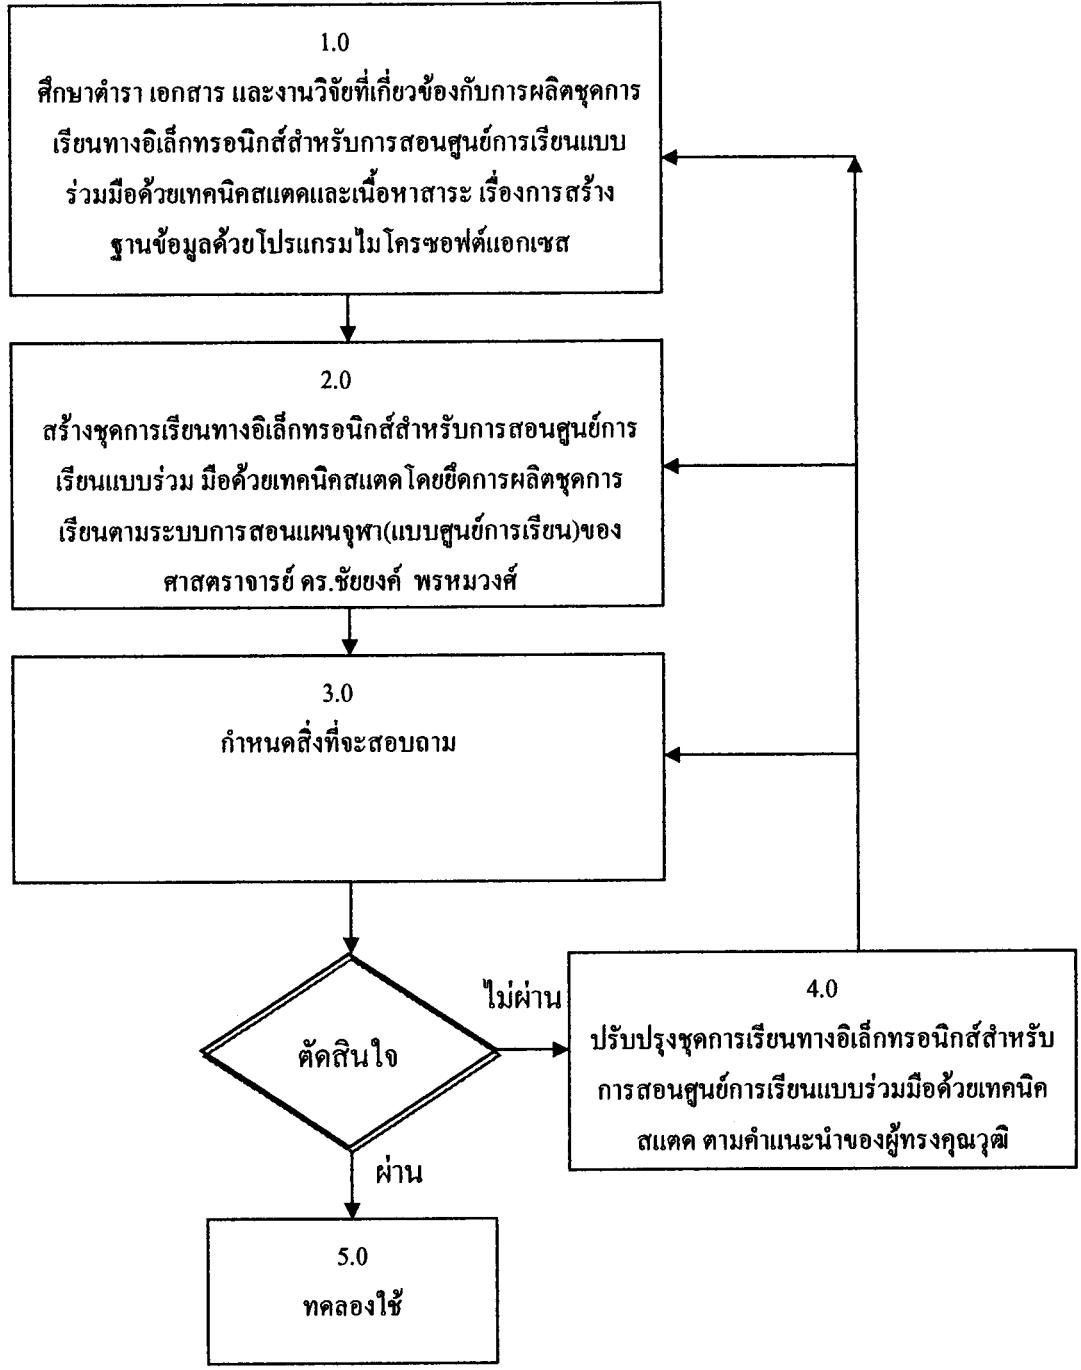 1.0
ศึกษาตำรา เอกสาร และงานวิจัยที่เกี่ยวข้องกับการผลิตชุดการ
เรียนทางอิเล็กทรอนิกส์สำหรับการสอนศูนย์การเรียนแบบ
ร่วมมือด้วยเทคนิคสแตดและเนื้อหาสาระ เรื่องการสร้าง
ฐานข้อมูลด้วยโปรแกรมไมโครซอฟต์แอกเซส
2.0
สร้างชุดการเรียนทางอิเล็กทรอนิกส์สำหรับการสอนศูนย์การ
เรียนแบบร่วม มือด้วยเทคนิคสแตดโดยยึดการผลิตชุดการ
เรียนตามระบบการสอนแผนจุฬา(แบบศูนย์การเรียน)ของ
ศาสตราจารย์ ดร.ชัยยงค์ พรหมวงศ์
3.0
กำหนดสิ่งที่จะสอบถาม
ตัดสินใจ
ไม่ผ่าน
4.0
ปรับปรุงชุดการเรียนทางอิเล็กทรอนิกส์สำหรับ
การสอนศูนย์การเรียนแบบร่วมมือด้วยเทคนิค
สแตด ตามคำแนะนำของผู้ทรงคุณวุฒิ
ผ่าน
5.0
ทดลองใช้